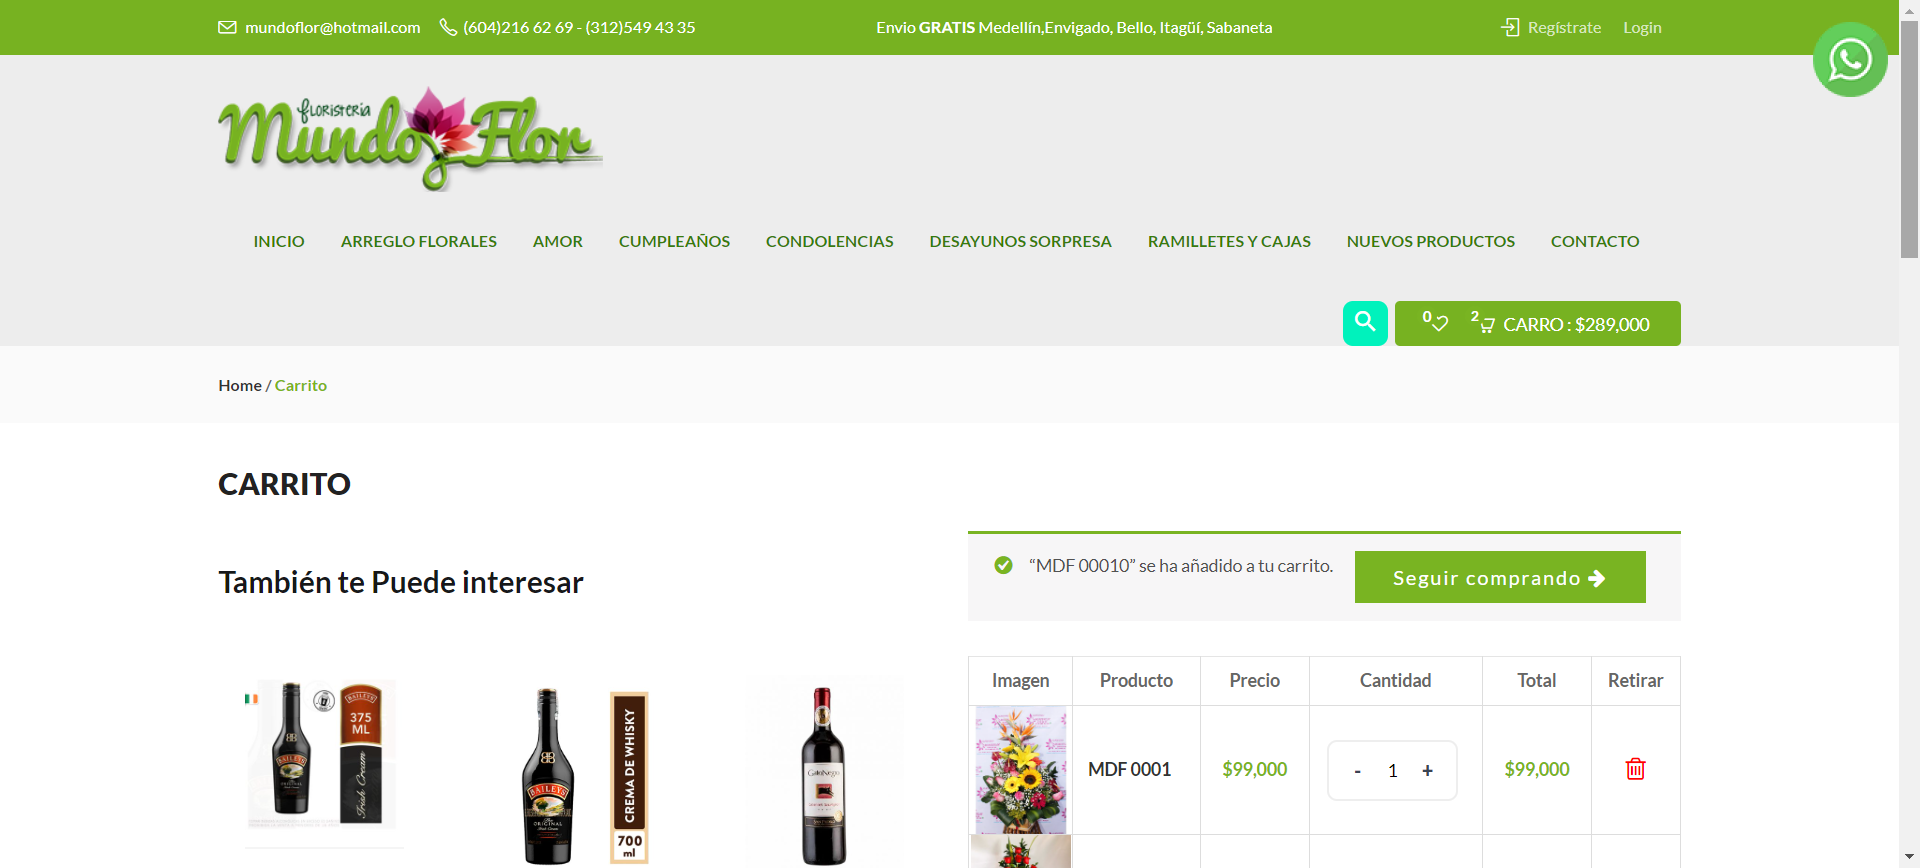 mundoflor@hotmail.com (604)216 62 69 - (312)549 43 35 Envio GRATIS Medellín,Envigado, Bello, Itagüí, Sabaneta Regístrate Login
floristeria
Mundo Flor
INICIO ARREGLO FLORALES AMOR CUMPLEAÑOS CONDOLENCIAS DESAYUNOS SORPRESA RAMILLETES Y CAJAS NUEVOS PRODUCTOS CONTACTO
0 2 CARRO : $289,000
Home / Carrito
CARRITO
“MDF 00010” se ha añadido a tu carrito. Seguir comprando
También te Puede interesar
BAILEYS
375
ML
Irish Cream
BAILEYS
ORIGINAL
CREMA DE WHISKY
700
ml
GatoNegro
Imagen Producto Precio Cantidad Total Retirar
MDF 0001 $99,000 - 1 + $99,000